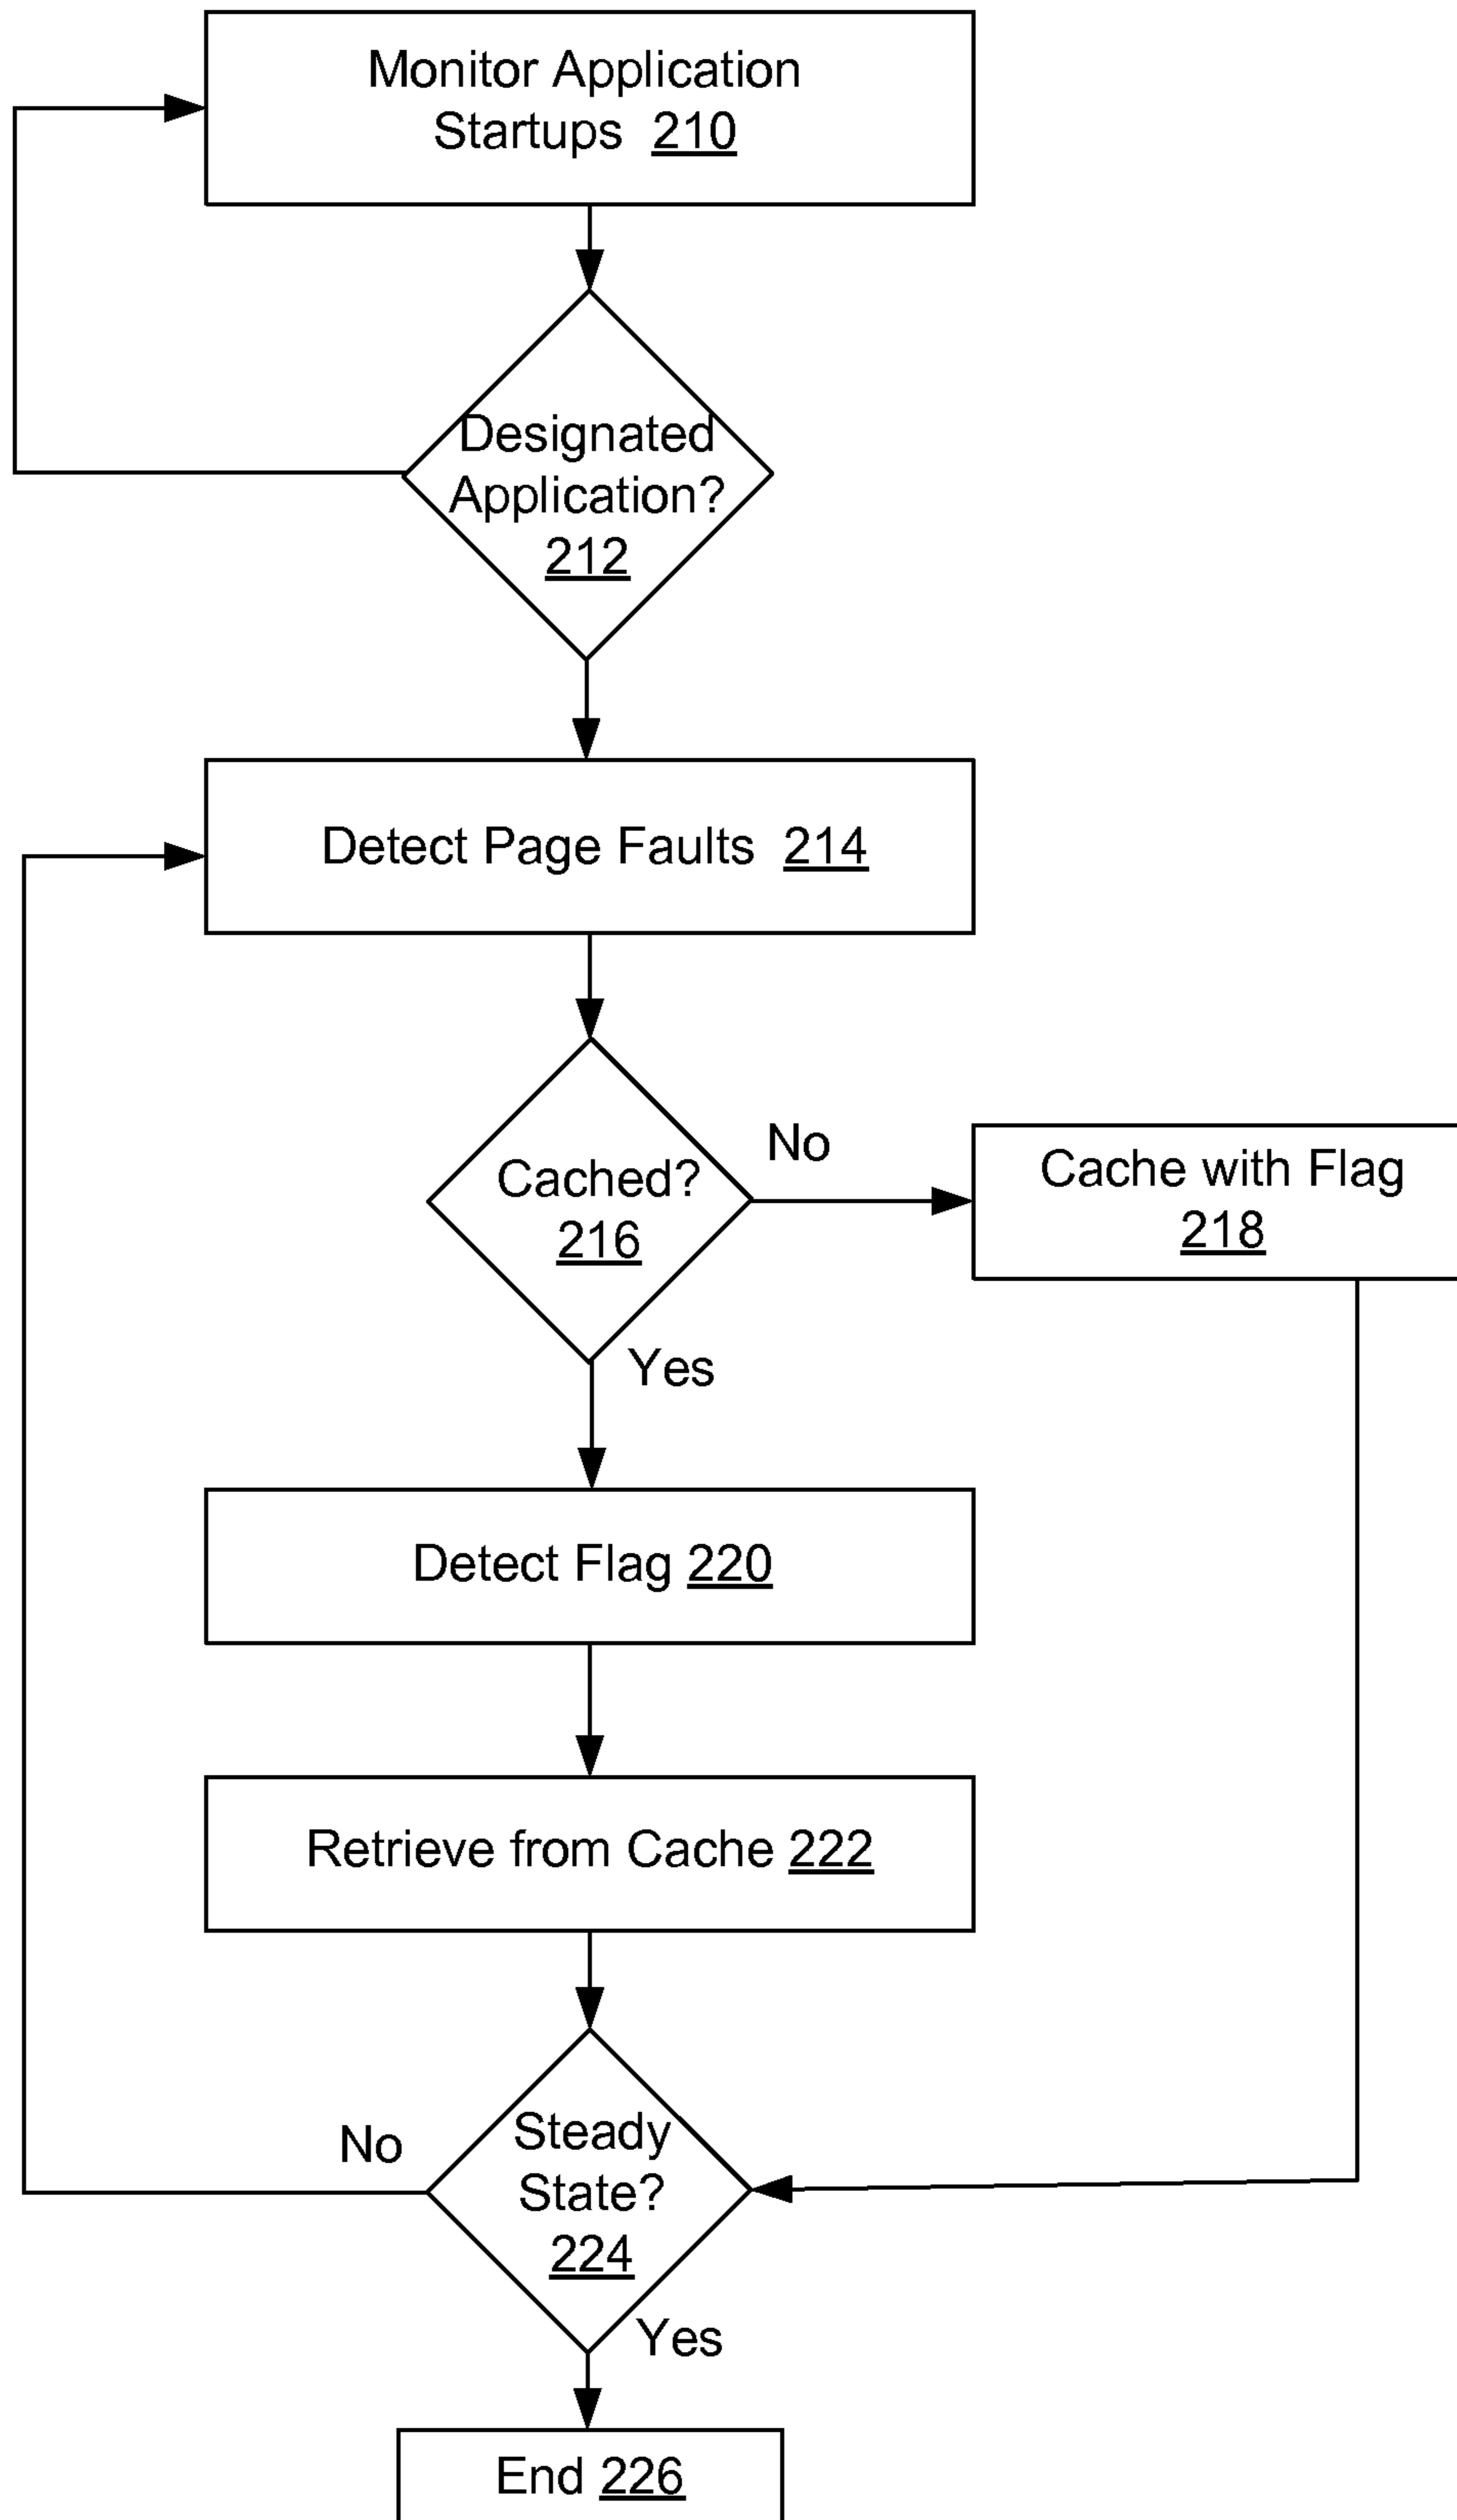 Monitor Application
Startups 210
Designated
Application?
212
Detect Page Faults 214
Cached?
216
No
Cache with Flag
218
Yes
Detect Flag 220
Retrieve from Cache 222
Steady
State?
224
No
Yes
End 226